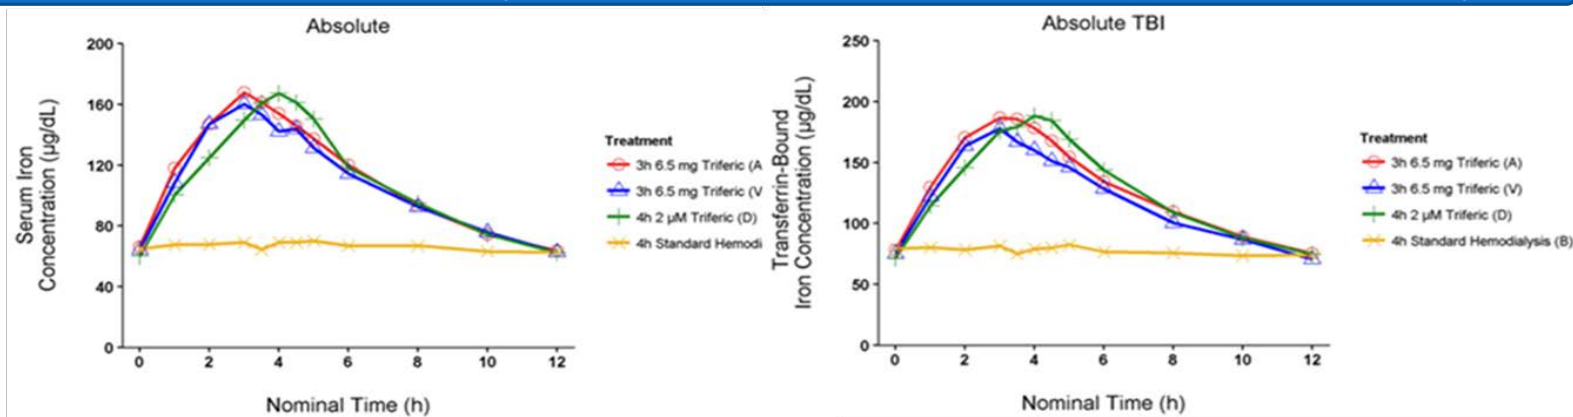 Absolute
Serum Iron
Concentration (µg/dL)
200
160
120
80
40
0
0 2 4 6 8 10 12
Nominal Time (h)
Treatment
3h 6.5 mg Triferic (A
3h 6.5 mg Triferic (V
4h 2 µM Triferic (D)
4h Standard Hemodi
Absolute TBI
Transferrin-Bound
Iron Concentration (µg/dL)
250
200
150
100
50
0
0 2 4 6 8 10 12
Nominal Time (h)
Treatment
3h 6.5 mg Triferic (A)
3h 6.5 mg Triferic (V)
4h 2 µM Triferic (D)
4h Standard Hemodialysis (B)